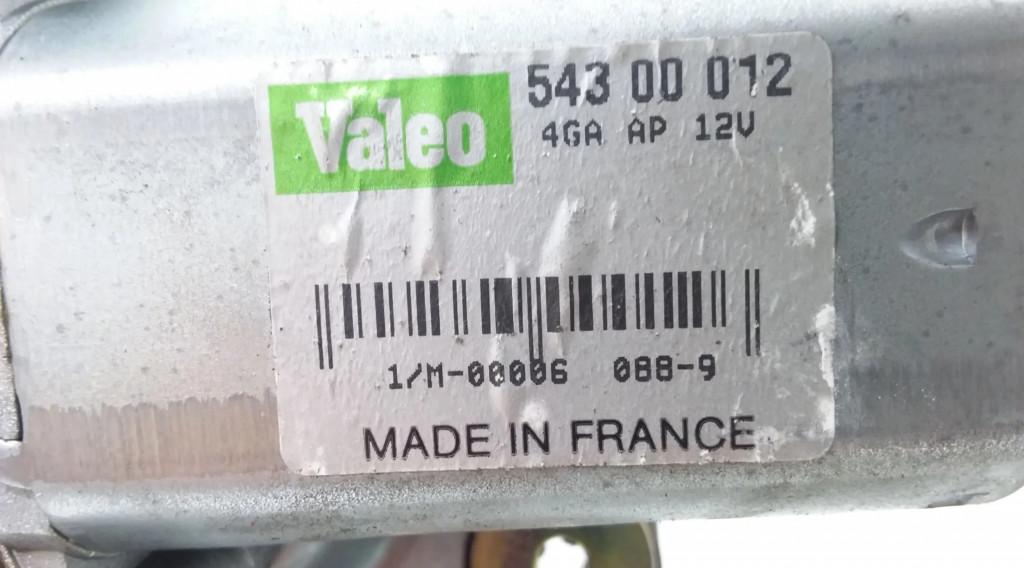 Valeo
543 00 012
4GA AP 12V
1/M-00006 088-9
MADE IN FRANCE